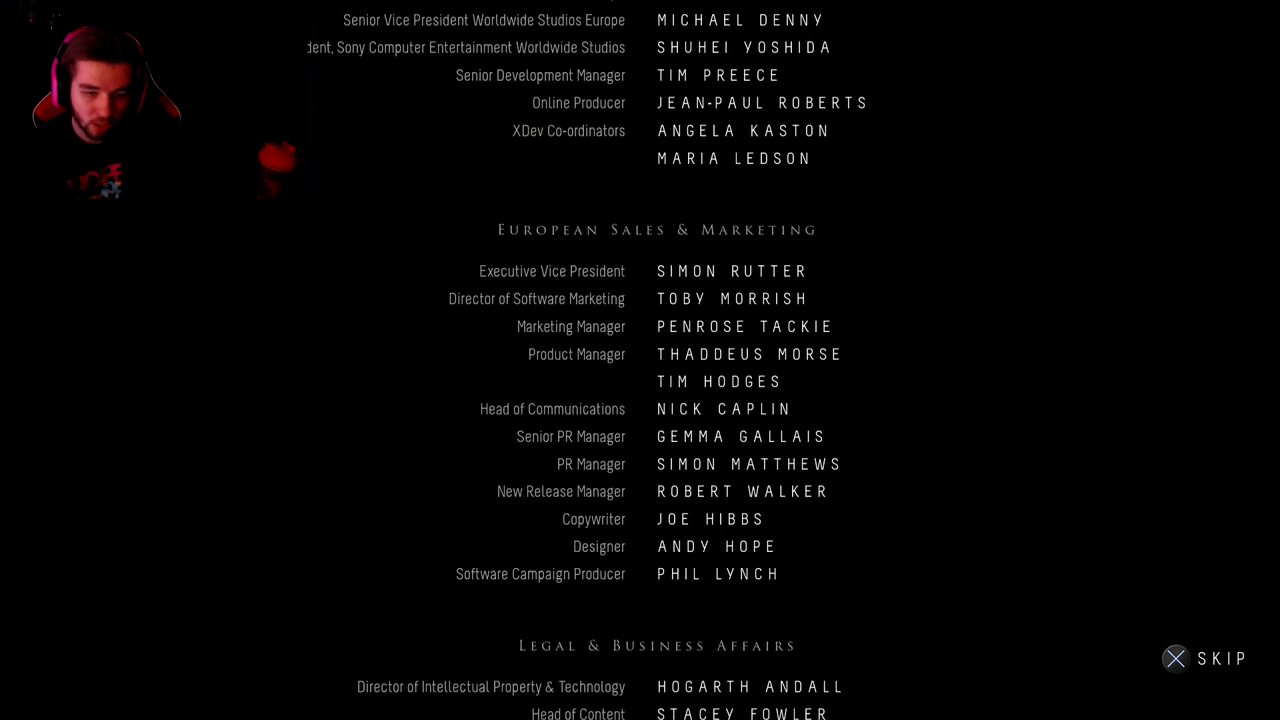 Senior Vice President Worldwide Studios Europe MICHAEL DENNY
dent, Sony Computer Entertainment Worldwide Studios SHUHEI YOSHIDA
Senior Development Manager TIM PREECE
Online Producer JEAN-PAUL ROBERTS
XDev Co-ordinators ANGELA KASTON
MARIA LEDSON
EUROPEAN SALES & MARKETING
Executive Vice President SIMON RUTTER
Director of Software Marketing TOBY MORRISH
Marketing Manager PENROSE TACKIE
Product Manager THADDEUS MORSE
TIM HODGES
Head of Communications NICK CAPLIN
Senior PR Manager GEMMA GALLAIS
PR Manager SIMON MATTHEWS
New Release Manager ROBERT WALKER
Copywriter JOE HIBBS
Designer ANDY HOPE
Software Campaign Producer PHIL LYNCH
LEGAL & BUSINESS AFFAIRS
SKIP
Director of Intellectual Property & Technology HOGARTH ANDALL
Head of Content STACEY FOWLER